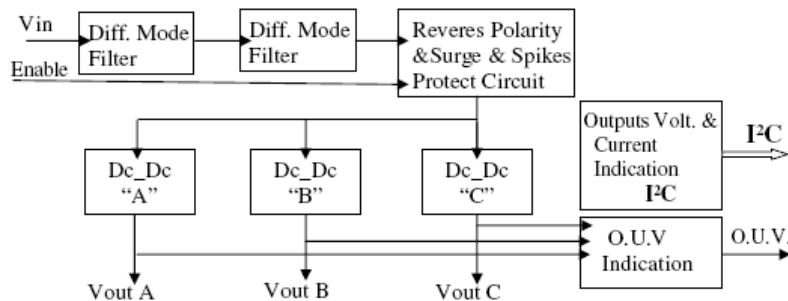 Vin
Diff. Mode
Filter
Diff. Mode
Filter
Reveres Polarity
&Surge & Spikes
Protect Circuit
Enable
Outputs Volt. &
Current
Indication
I²C
I²C
Dc_Dc
“A”
Dc_Dc
“B”
Dc_Dc
“C”
O.U.V
Indication
O.U.V.
Vout A
Vout B
Vout C